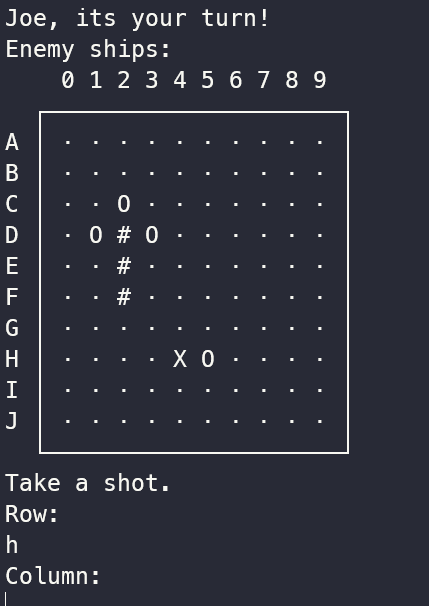 Joe, its your turn!
Enemy ships:
0 1 2 3 4 5 6 7 8 9
A · · · · · · · · · ·
B · · · · · · · · · ·
C · · O · · · · · · ·
D · O # O · · · · · ·
E · · # · · · · · · ·
F · · # · · · · · · ·
G · · · · · · · · · ·
H · · · · X O · · · ·
I · · · · · · · · · ·
J · · · · · · · · · ·
Take a shot.
Row:
h
Column: